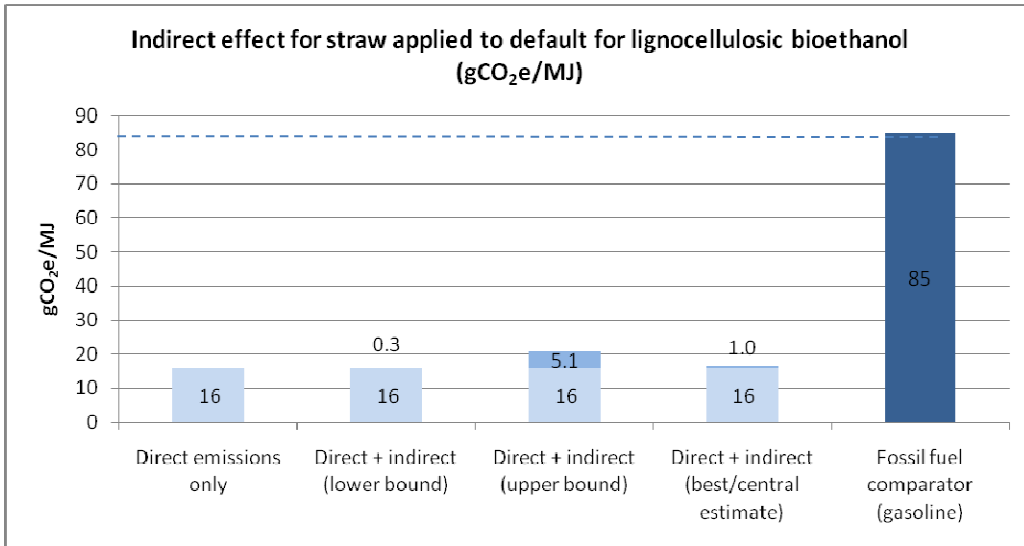 Indirect effect for straw applied to default for lignocellulosic bioethanol
(gCO₂e/MJ)
gCO₂e/MJ
90
80
70
60
50
40
30
20
10
0
16
0.3
16
5.1
16
1.0
16
85
Direct emissions
only
Direct + indirect
(lower bound)
Direct + indirect
(upper bound)
Direct + indirect
(best/central
estimate)
Fossil fuel
comparator
(gasoline)